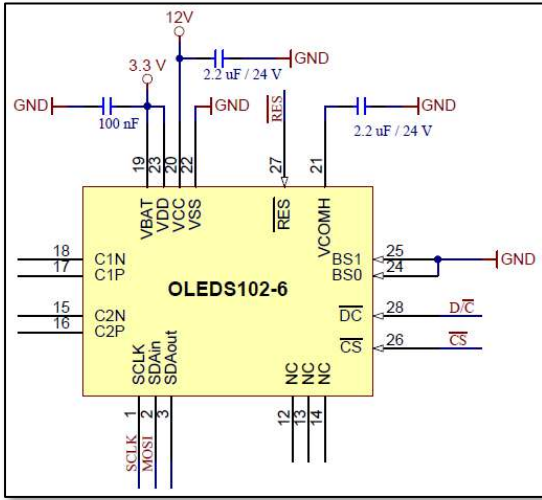 12V
3.3 V
GND
2.2 uF / 24 V
GND
100 nF
GND
RES
GND
2.2 uF / 24 V
19
23
20
22
27
21
VBAT
VDD
VCC
VSS
RES
VCOMH
18
C1N
17
C1P
BS1
25
BS0
24
GND
OLEDS102-6
15
C2N
16
C2P
DC
28
D/C
CS
26
CS
SCLK
SDAin
SDAout
NC
NC
NC
1
2
3
12
13
14
SCLK
MOSI